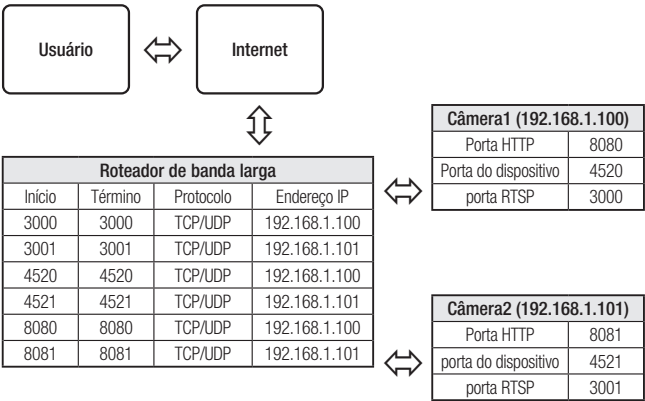 Usuário
Internet
Roteador de banda larga
Início Término Protocolo Endereço IP
3000 3000 TCP/UDP 192.168.1.100
3001 3001 TCP/UDP 192.168.1.101
4520 4520 TCP/UDP 192.168.1.100
4521 4521 TCP/UDP 192.168.1.101
8080 8080 TCP/UDP 192.168.1.100
8081 8081 TCP/UDP 192.168.1.101
Câmera1 (192.168.1.100)
Porta HTTP 8080
Porta do dispositivo 4520
porta RTSP 3000
Câmera2 (192.168.1.101)
Porta HTTP 8081
porta do dispositivo 4521
porta RTSP 3001